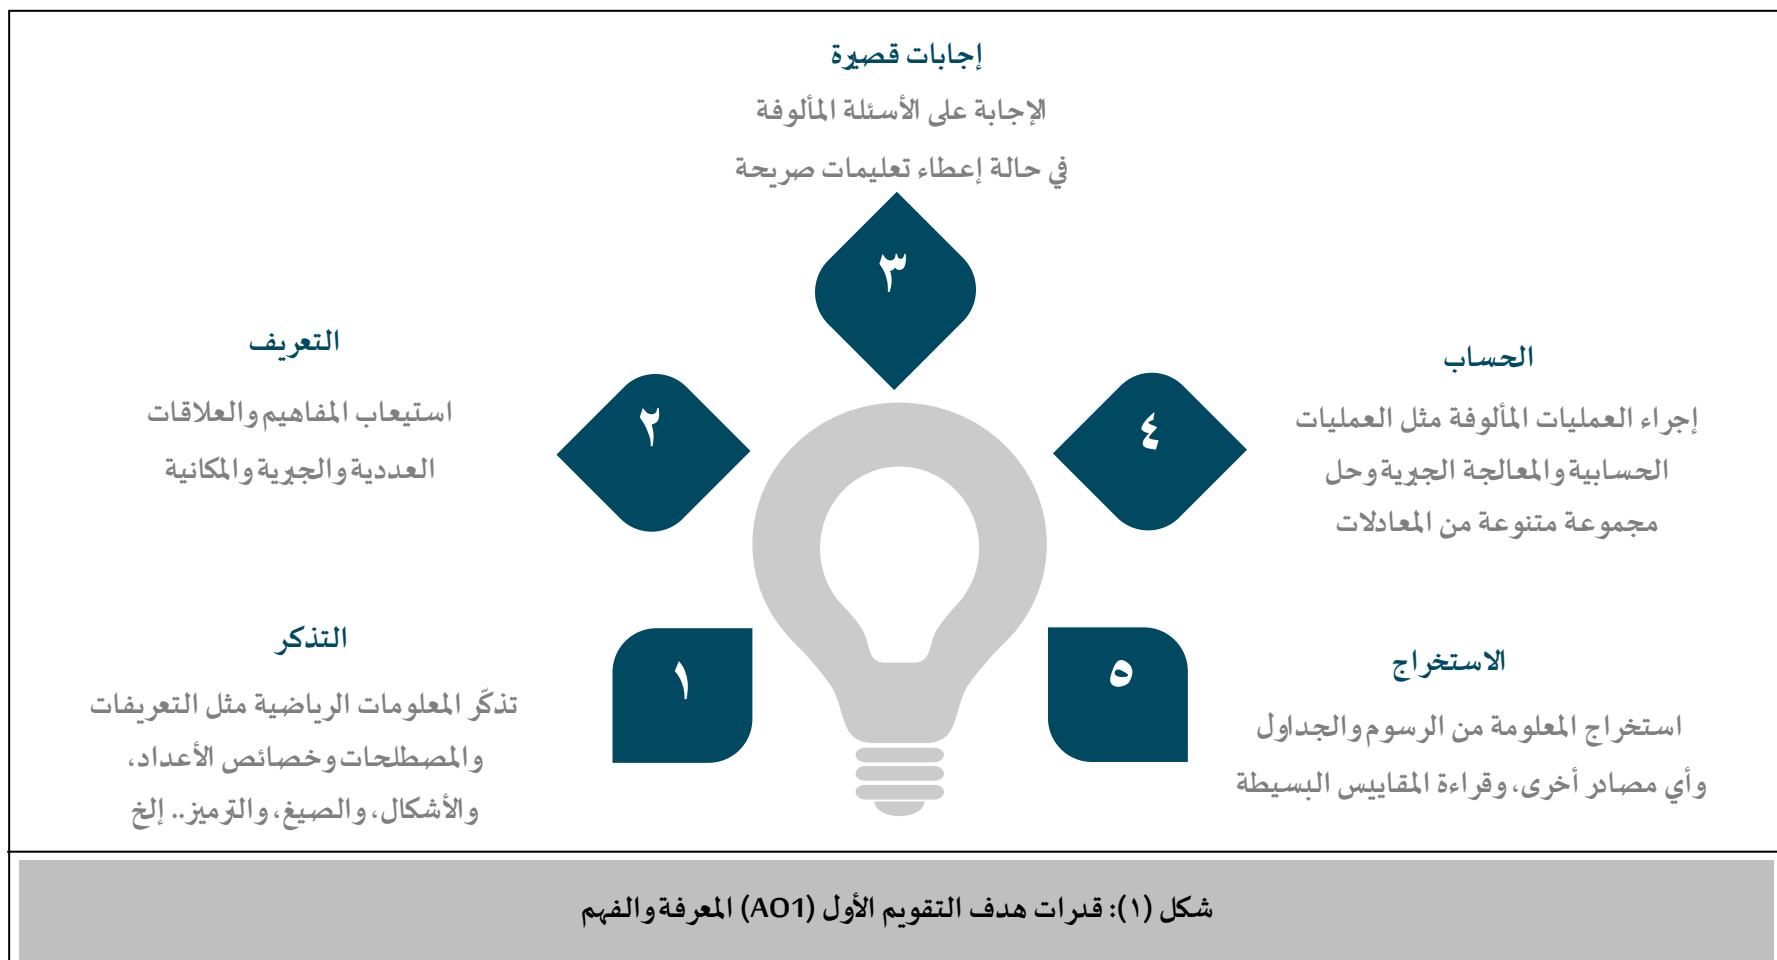 إجابات قصيرة
الإجابة على الأسئلة المألوفة
في حالة إعطاء تعليمات صريحة
٣
التعريف
استيعاب المفاهيم والعلاقات
العددية والجبرية والمكانية
٢
الحساب
إجراء العمليات المألوفة مثل العمليات
الحسابية والمعالجة الجبرية وحل
مجموعة متنوعة من المعادلات
٤
التذكر
تذكّر المعلومات الرياضية مثل التعريفات
والمصطلحات وخصائص الأعداد،
والأشكال، والصيغ، والترميز.. إلخ
١
الاستخراج
استخراج المعلومة من الرسوم والجداول
وأي مصادر أخرى، وقراءة المقاييس البسيطة
٥
شكل (١): قدرات هدف التقويم الأول (AO1) المعرفة والفهم